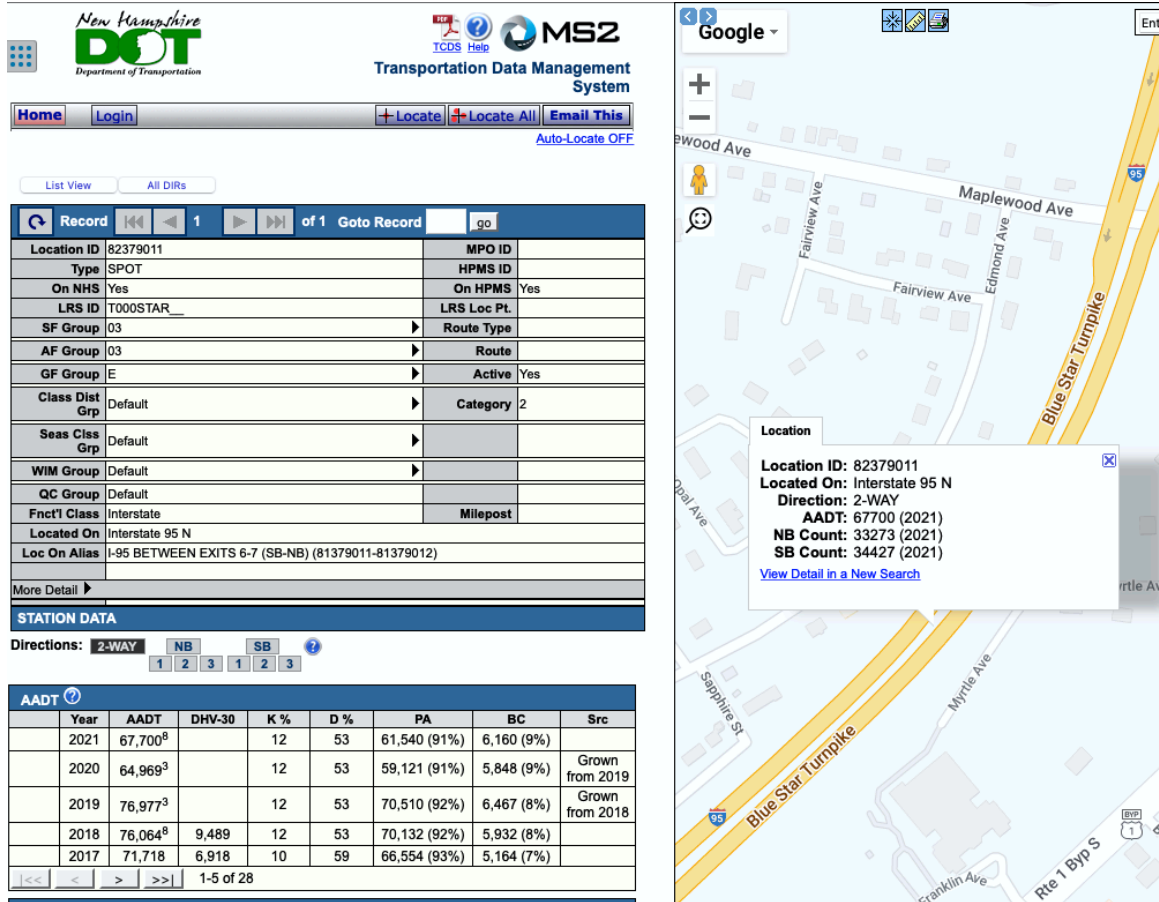 New Hampshire
DOT
Department of Transportation
TCDS Help MS2
Transportation Data Management
System
Home Login Locate Locate All Email This
Auto-Locate OFF
List View All DIRs
Record 1 of 1 Goto Record go
Location ID 82379011 MPO ID
Type SPOT HPMS ID
On NHS Yes On HPMS Yes
LRS ID T000STAR__ LRS Loc Pt.
SF Group 03 Route Type
AF Group 03 Route
GF Group E Active Yes
Class Dist
Grp Default Category 2
Seas Clss
Grp Default
WIM Group Default
QC Group Default
Fnct'l Class Interstate Milepost
Located On Interstate 95 N
Loc On Alias I-95 BETWEEN EXITS 6-7 (SB-NB) (81379011-81379012)
More Detail
STATION DATA
Directions: 2-WAY NB SB
1 2 3 1 2 3
AADT
Year AADT DHV-30 K % D % PA BC Src
2021 67,700⁸ 12 53 61,540 (91%) 6,160 (9%)
2020 64,969³ 12 53 59,121 (91%) 5,848 (9%) Grown
from 2019
2019 76,977³ 12 53 70,510 (92%) 6,467 (8%) Grown
from 2018
2018 76,064⁸ 9,489 12 53 70,132 (92%) 5,932 (8%)
2017 71,718 6,918 10 59 66,554 (93%) 5,164 (7%)
|<< < > >>| 1-5 of 28
Google
Ent
ewood Ave
95
Maplewood Ave
Fairview Ave
Edmond Ave
Fairview Ave
Blue Star Turnpike
Location
Location ID: 82379011
Located On: Interstate 95 N
Direction: 2-WAY
AADT: 67700 (2021)
NB Count: 33273 (2021)
SB Count: 34427 (2021)
View Detail in a New Search
Opal Ave
rtle Av
Sapphire St
Myrtle Ave
Blue Star Turnpike
95
BYP
1
Rte 1 Byp S
Franklin Ave